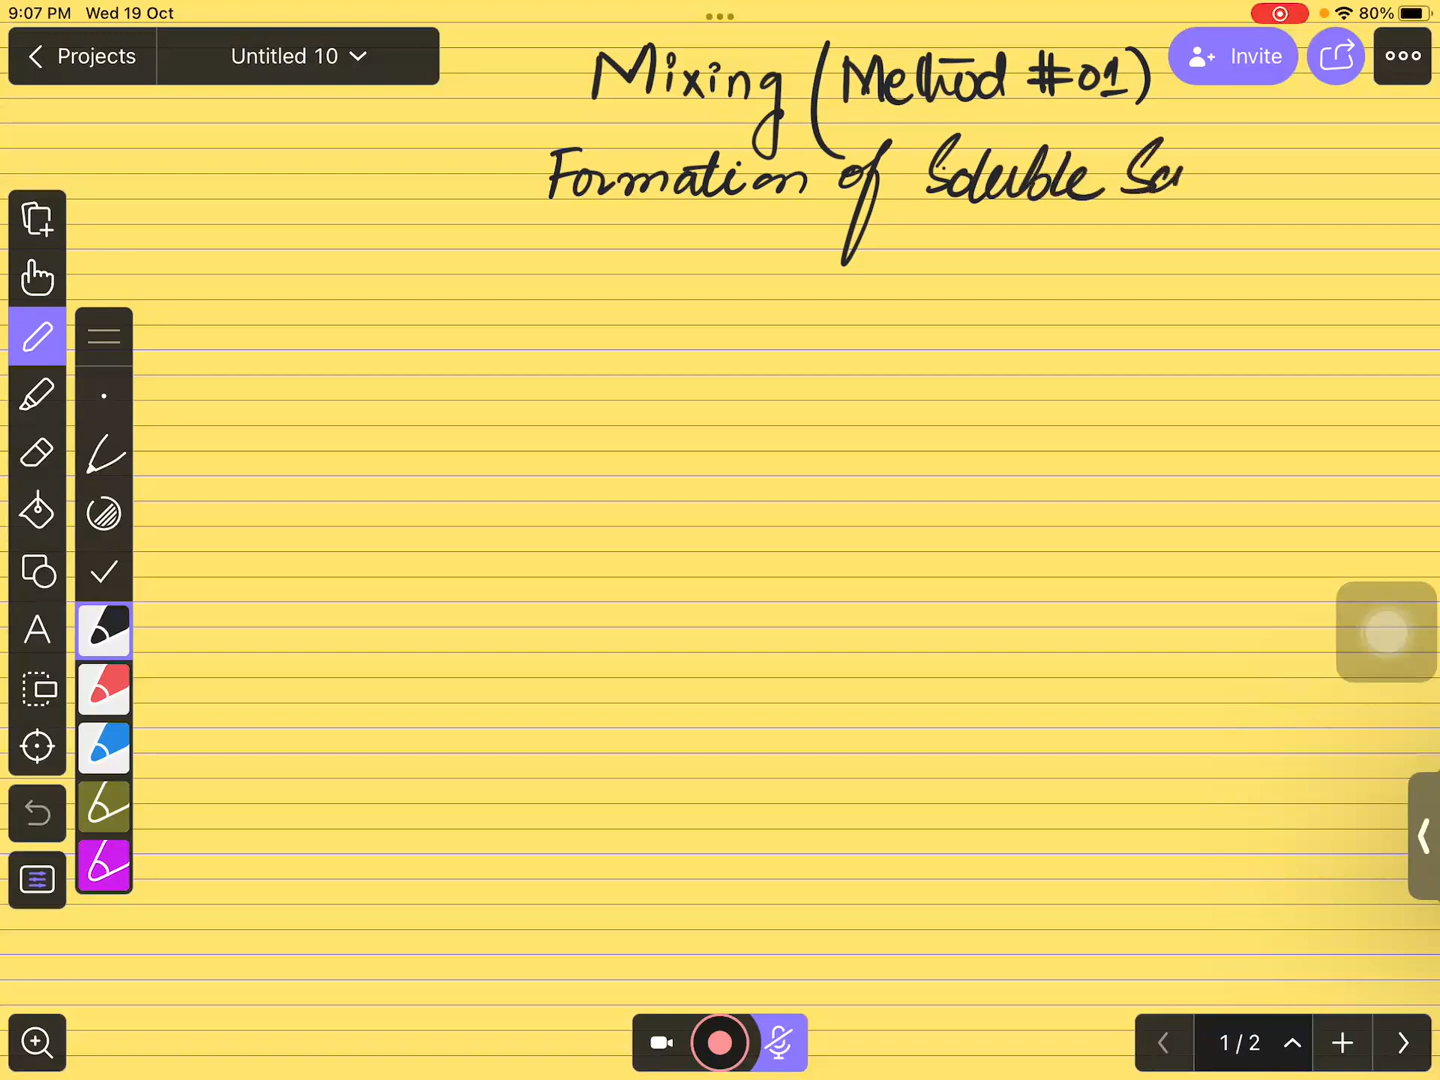 9:07 PM Wed 19 Oct
80%
Projects
Untitled 10
Invite
Mixing (Method #01)
Formation of Soluble Sa
A
1 / 2